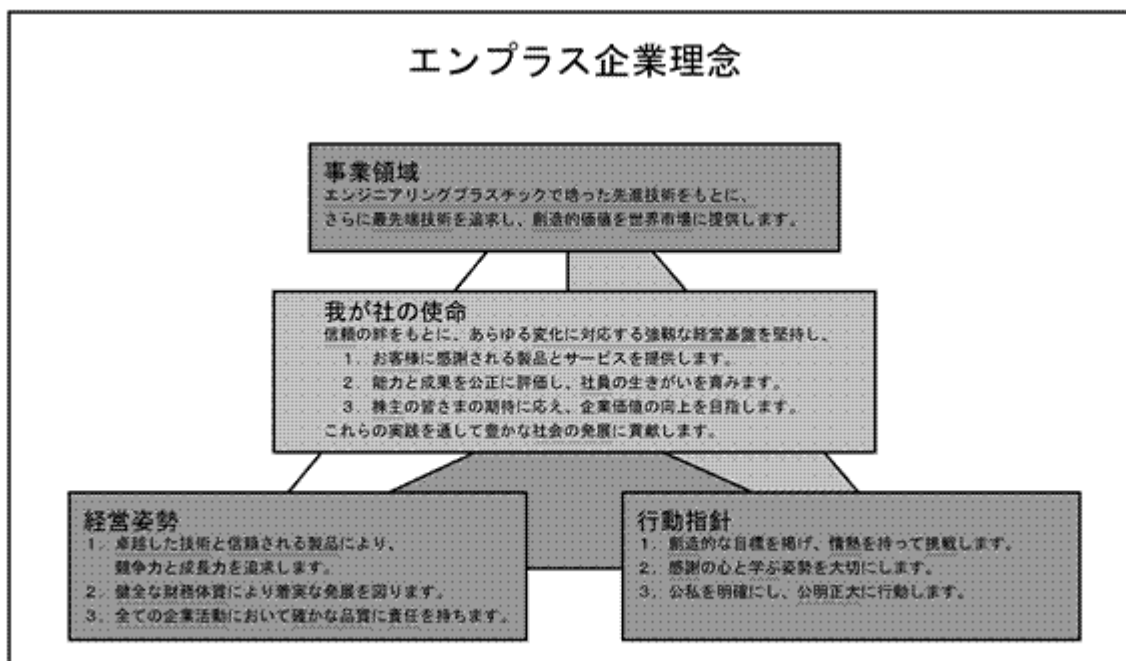 エンプラス企業理念
事業領域
エンジニアリングプラスチックで培った先進技術をもとに、
さらに最先端技術を追求し、創造的価値を世界市場に提供します。
我が社の使命
信頼の絆をもとに、あらゆる変化に対応する強靱な経営基盤を堅持し、
1. お客様に感謝される製品とサービスを提供します。
2. 能力と成果を公正に評価し、社員の生きがいを育みます。
3. 株主の皆さまの期待に応え、企業価値の向上を目指します。
これらの実践を通して豊かな社会の発展に貢献します。
経営姿勢
1. 卓越した技術と信頼される製品により、
競争力と成長力を追求します。
2. 健全な財務体質により着実な発展を図ります。
3. 全ての企業活動において確かな品質に責任を持ちます。
行動指針
1. 創造的な目標を掲げ、情熱を持って挑戦します。
2. 感謝の心と学ぶ姿勢を大切にします。
3. 公私を明確にし、公明正大に行動します。